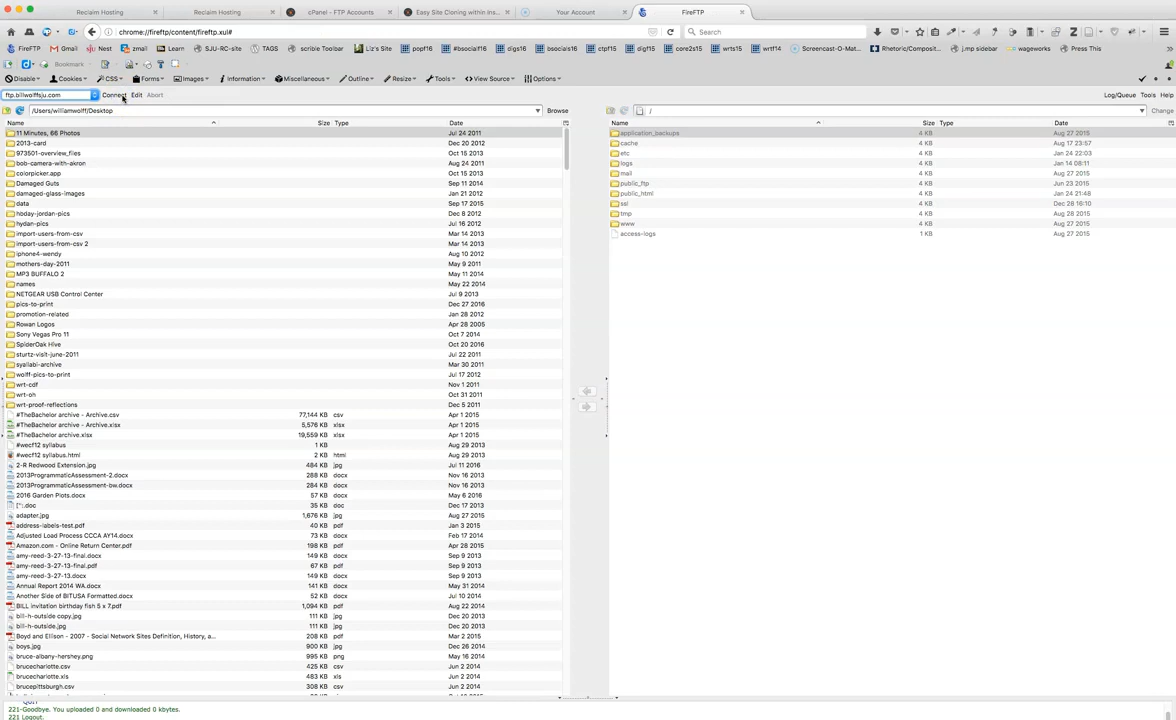 Reclaim Hosting
Reclaim Hosting
cPanel - FTP Accounts
Easy Site Cloning within Ins...
Your Account
FireFTP
chrome://fireftp/content/fireftp.xul#
Search
FireFTP Gmail Nest zmail Learn SJU-RC-site TAGS scrible Toolbar Liz's Site popf16 #bsocial16 digs16 bsocials16 ctpf15 digf15 core2s15 wrts15 wrtf14 Screencast-O-Mat... Rhetoric/Composit... j.mp sidebar wageworks Press This
Bookmark
Disable Cookies CSS Forms Images Information Miscellaneous Outline Resize Tools View Source Options
ftp.billwolffsju.com Connect Edit Abort Log/Queue Tools Help
/Users/williamwolff/Desktop Browse / Change
Name Size Type Date Name Size Type Date
11 Minutes, 66 Photos Jul 24 2011 application_backups 4 KB Aug 27 2015
2013-card Dec 20 2012 cache 4 KB Aug 17 23:57
973501-overview_files Oct 15 2013 etc 4 KB Jan 24 22:03
bob-camera-with-akron Aug 24 2011 logs 4 KB Jan 14 08:11
colorpicker.app Oct 15 2013 mail 4 KB Aug 27 2015
Damaged Guts Sep 11 2014 public_ftp 4 KB Jun 23 2015
damaged-glass-images Jan 21 2012 public_html 4 KB Jan 24 21:48
data Sep 17 2015 ssl 4 KB Dec 28 16:10
hbday-jordan-pics Dec 8 2012 tmp 4 KB Aug 28 2015
hydan-pics Jul 16 2012 www 4 KB Aug 27 2015
import-users-from-csv Mar 14 2013 access-logs 1 KB Aug 27 2015
import-users-from-csv 2 Mar 14 2013
iphone4-wendy Aug 10 2012
mothers-day-2011 May 9 2011
MP3 BUFFALO 2 May 11 2014
names May 22 2014
NETGEAR USB Control Center Jul 9 2013
pics-to-print Dec 27 2016
promotion-related Jan 28 2012
Rowan Logos Apr 28 2005
Sony Vegas Pro 11 Oct 7 2014
SpiderOak Hive Oct 20 2016
sturtz-visit-june-2011 Jul 22 2011
syallabi-archive Mar 30 2011
wolff-pics-to-print Jul 17 2012
wrt-cdf Nov 1 2011
wrt-oh Oct 31 2011
wrt-proof-reflections Dec 5 2011
#TheBachelor archive - Archive.csv 77,144 KB csv Apr 1 2015
#TheBachelor archive - Archive.xlsx 5,576 KB xlsx Apr 1 2015
#TheBachelor archive.xlsx 19,559 KB xlsx Apr 1 2015
#wecf12 syllabus 1 KB Aug 29 2013
#wecf12 syllabus.html 2 KB html Aug 29 2013
2-R Redwood Extension.jpg 484 KB jpg Jul 11 2016
2013ProgrammaticAssessment-2.docx 288 KB docx Nov 16 2013
2013ProgrammaticAssessment-bw.docx 284 KB docx Nov 16 2013
2016 Garden Plots.docx 57 KB docx May 6 2016
35 KB doc Dec 17 2013
adapter.jpg 1,676 KB jpg Aug 27 2015
address-labels-test.pdf 40 KB pdf Jan 3 2015
Adjusted Load Process CCCA AY14.docx 73 KB docx Feb 17 2014
Amazon.com - Online Return Center.pdf 198 KB pdf Apr 28 2015
amy-reed-3-27-13-final.docx 149 KB docx Sep 9 2013
amy-reed-3-27-13-final.pdf 67 KB pdf Sep 9 2013
amy-reed-3-27-13.docx 149 KB docx Sep 9 2013
Annual Report 2014 WA.docx 141 KB docx May 31 2014
Another Side of BITUSA Formatted.docx 52 KB docx Jul 10 2014
BILL invitation birthday fish 5 x 7.pdf 1,094 KB pdf Aug 22 2014
bill-h-outside copy.jpg 111 KB jpg Dec 20 2013
bill-h-outside.jpg 111 KB jpg Dec 20 2013
Boyd and Ellison - 2007 - Social Network Sites Definition, History, a... 208 KB pdf Mar 2 2015
boys.jpg 900 KB jpg Dec 26 2014
bruce-albany-hershey.png 995 KB png May 16 2014
brucecharlotte.csv 425 KB csv Jun 2 2014
brucecharlotte.xls 483 KB xls Jun 2 2014
brucepittsburgh.csv 308 KB csv Jun 2 2014
QUIT
221-Goodbye. You uploaded 0 and downloaded 0 kbytes.
221 Logout.